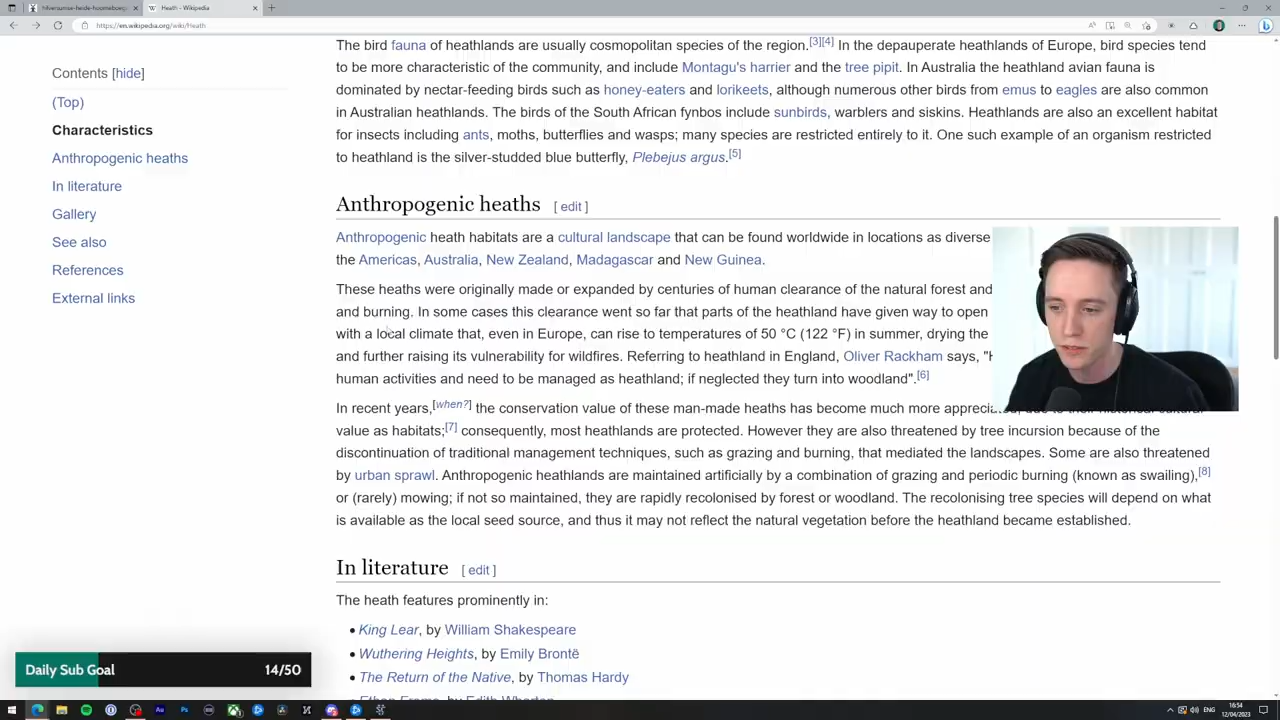 hilversumse-heide-hoorneboeg
Heath - Wikipedia
https://en.wikipedia.org/wiki/Heath
The bird fauna of heathlands are usually cosmopolitan species of the region.[3][4] In the depauperate heathlands of Europe, bird species tend
to be more characteristic of the community, and include Montagu's harrier and the tree pipit. In Australia the heathland avian fauna is
dominated by nectar-feeding birds such as honey-eaters and lorikeets, although numerous other birds from emus to eagles are also common
in Australian heathlands. The birds of the South African fynbos include sunbirds, warblers and siskins. Heathlands are also an excellent habitat
for insects including ants, moths, butterflies and wasps; many species are restricted entirely to it. One such example of an organism restricted
to heathland is the silver-studded blue butterfly, Plebejus argus.[5]
Contents [hide]
(Top)
Characteristics
Anthropogenic heaths
In literature
Gallery
See also
References
External links
Anthropogenic heaths [ edit ]
Anthropogenic heath habitats are a cultural landscape that can be found worldwide in locations as diverse
the Americas, Australia, New Zealand, Madagascar and New Guinea.
These heaths were originally made or expanded by centuries of human clearance of the natural forest and
and burning. In some cases this clearance went so far that parts of the heathland have given way to open
with a local climate that, even in Europe, can rise to temperatures of 50 °C (122 °F) in summer, drying the
and further raising its vulnerability for wildfires. Referring to heathland in England, Oliver Rackham says, "H
human activities and need to be managed as heathland; if neglected they turn into woodland".[6]
In recent years,[when?] the conservation value of these man-made heaths has become much more appreciated, due to their historical cultural
value as habitats;[7] consequently, most heathlands are protected. However they are also threatened by tree incursion because of the
discontinuation of traditional management techniques, such as grazing and burning, that mediated the landscapes. Some are also threatened
by urban sprawl. Anthropogenic heathlands are maintained artificially by a combination of grazing and periodic burning (known as swailing),[8]
or (rarely) mowing; if not so maintained, they are rapidly recolonised by forest or woodland. The recolonising tree species will depend on what
is available as the local seed source, and thus it may not reflect the natural vegetation before the heathland became established.
In literature [ edit ]
The heath features prominently in:
• King Lear, by William Shakespeare
• Wuthering Heights, by Emily Brontë
• The Return of the Native, by Thomas Hardy
• Ethan Frome, by Edith Wharton
Daily Sub Goal 14/50
ENG
16:54
12/04/2023